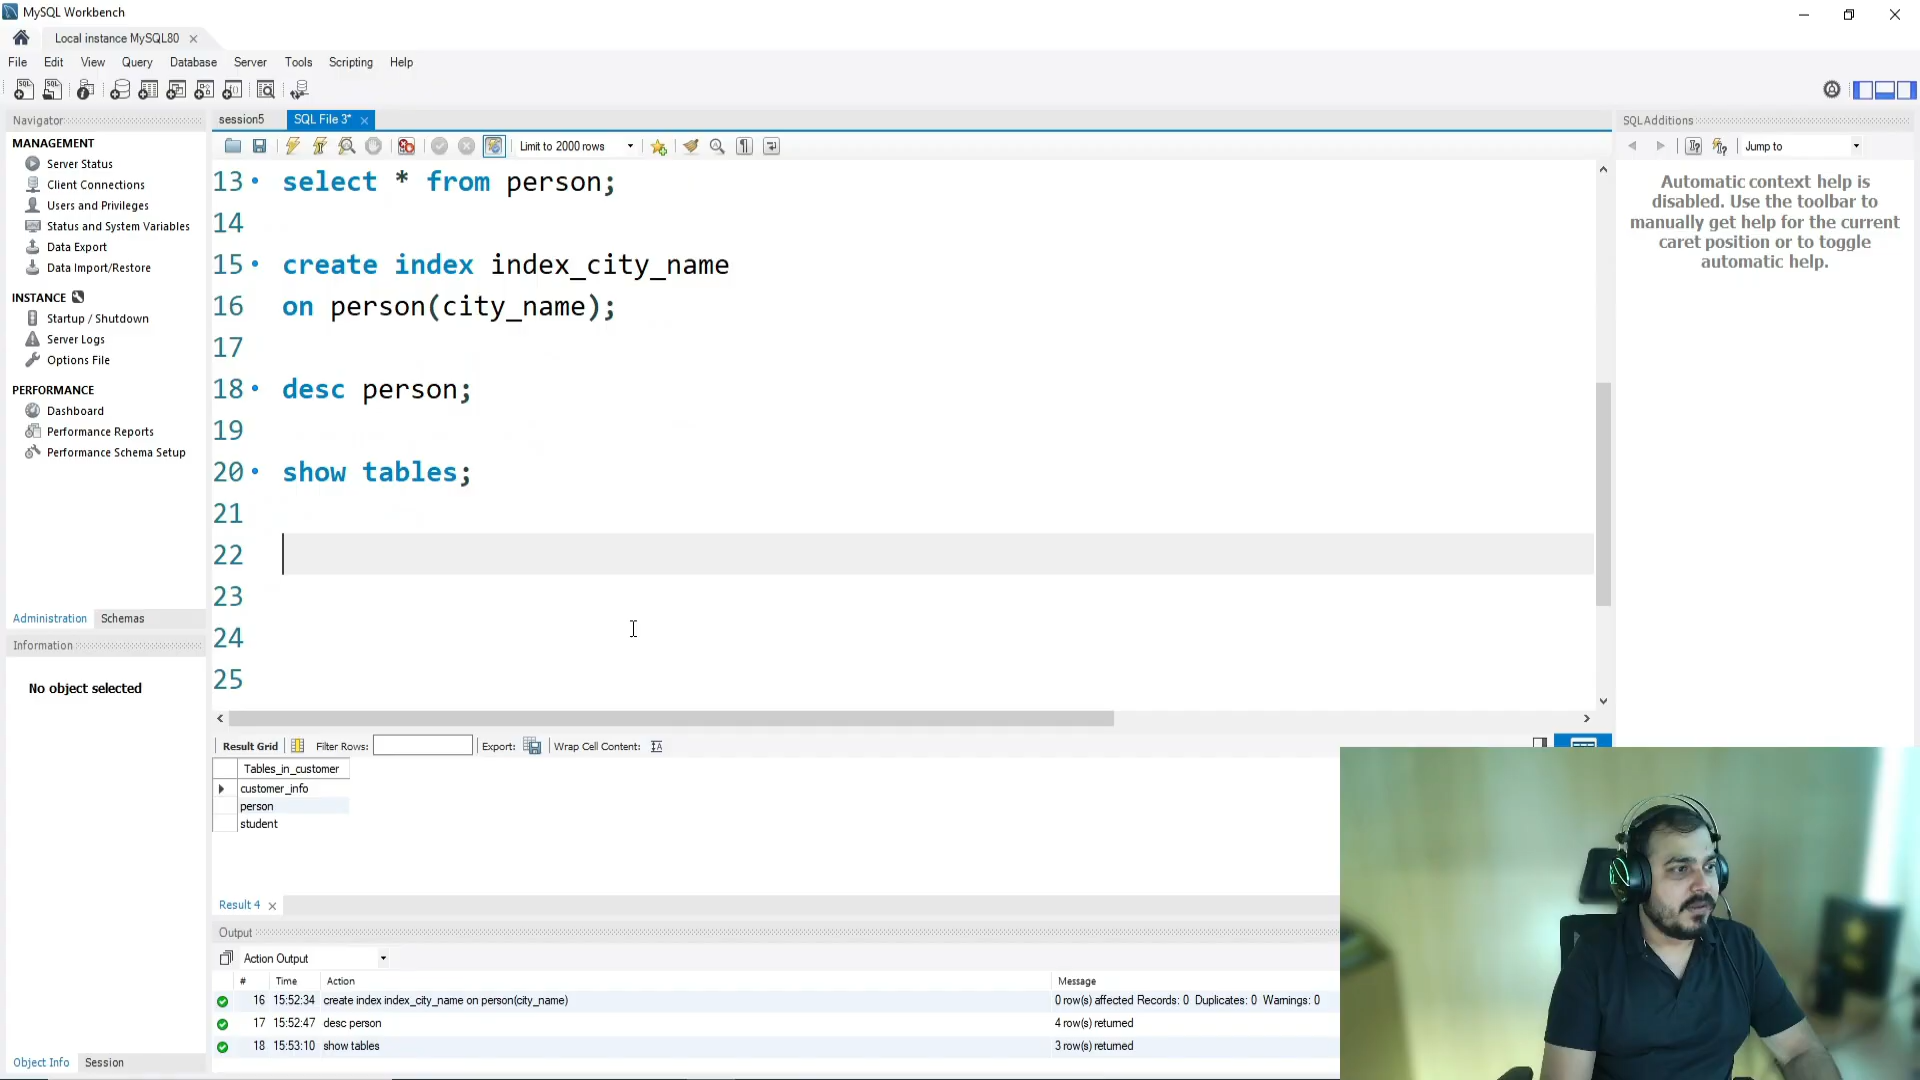 MySQL Workbench
Local instance MySQL80
File Edit View Query Database Server Tools Scripting Help
Navigator
MANAGEMENT
Server Status
Client Connections
Users and Privileges
Status and System Variables
Data Export
Data Import/Restore
INSTANCE
Startup / Shutdown
Server Logs
Options File
PERFORMANCE
Dashboard
Performance Reports
Performance Schema Setup
Administration Schemas
Information
No object selected
Object Info Session
session5 SQL File 3*
Limit to 2000 rows
13 select * from person;
14
15 create index index_city_name
16 on person(city_name);
17
18 desc person;
19
20 show tables;
21
22
23
24
25
Result Grid Filter Rows: Export: Wrap Cell Content:
Tables_in_customer
customer_info
person
student
Result 4
Output
Action Output
# Time Action Message
16 15:52:34 create index index_city_name on person(city_name) 0 row(s) affected Records: 0 Duplicates: 0 Warnings: 0
17 15:52:47 desc person 4 row(s) returned
18 15:53:10 show tables 3 row(s) returned
SQLAdditions
Jump to
Automatic context help is
disabled. Use the toolbar to
manually get help for the current
caret position or to toggle
automatic help.